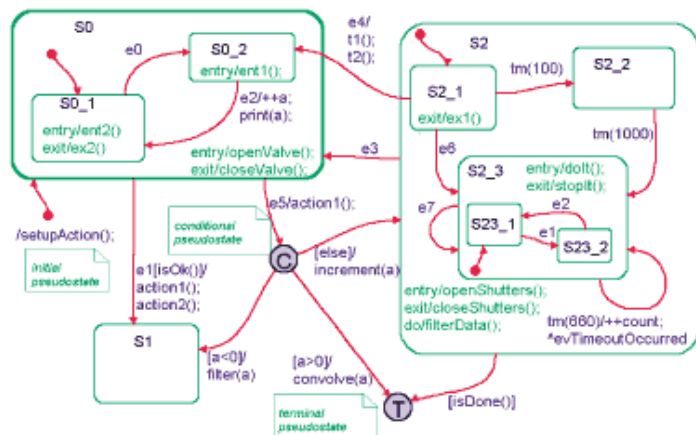 S0
e0
S0_2
entry/ent1();
S0_1
entry/ent2()
exit/ex2()
e2/++a;
print(a);
entry/openValve();
exit/closeValve();
/setupAction();
initial
pseudostate
e4/
t1();
t2();
e3
S2
S2_1
exit/ex1()
tm(100)
S2_2
tm(1000)
e6
S2_3
entry/doIt();
exit/stopIt();
e7
S23_1
e2
e1
S23_2
entry/openShutters();
exit/closeShutters();
do/filterData();
tm(660)/++count;
^evTimeoutOccurred
e5/action1();
conditional
pseudostate
C
[else]/
increment(a)
e1[isOk()]/
action1();
action2();
S1
[a<0]/
filter(a)
[a>0]/
convolve(a)
terminal
pseudostate
T
[isDone()]